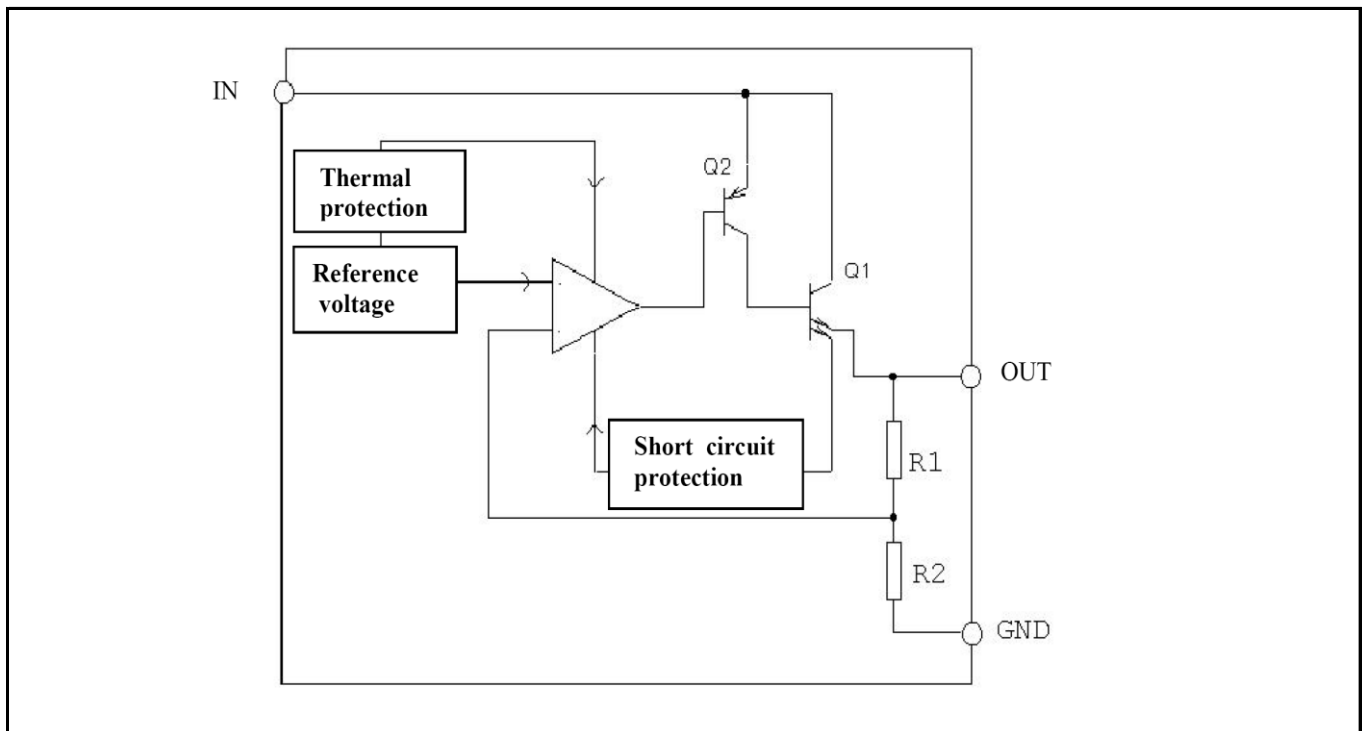 IN
Thermal
protection
Q2
Reference
voltage
Q1
OUT
Short circuit
protection
R1
R2
GND